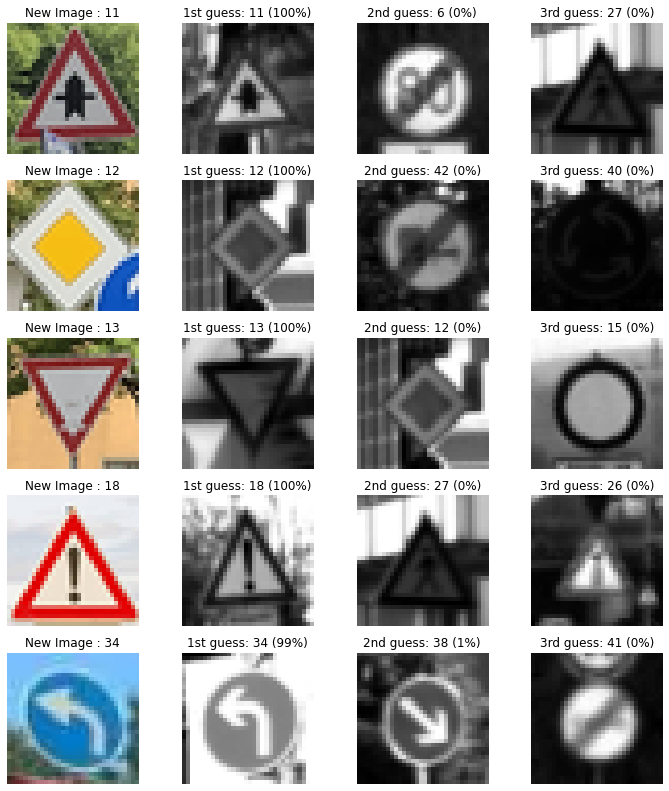 New Image : 11
1st guess: 11 (100%)
2nd guess: 6 (0%)
3rd guess: 27 (0%)
New Image : 12
1st guess: 12 (100%)
2nd guess: 42 (0%)
3rd guess: 40 (0%)
New Image : 13
1st guess: 13 (100%)
2nd guess: 12 (0%)
3rd guess: 15 (0%)
New Image : 18
1st guess: 18 (100%)
2nd guess: 27 (0%)
3rd guess: 26 (0%)
New Image : 34
1st guess: 34 (99%)
2nd guess: 38 (1%)
3rd guess: 41 (0%)